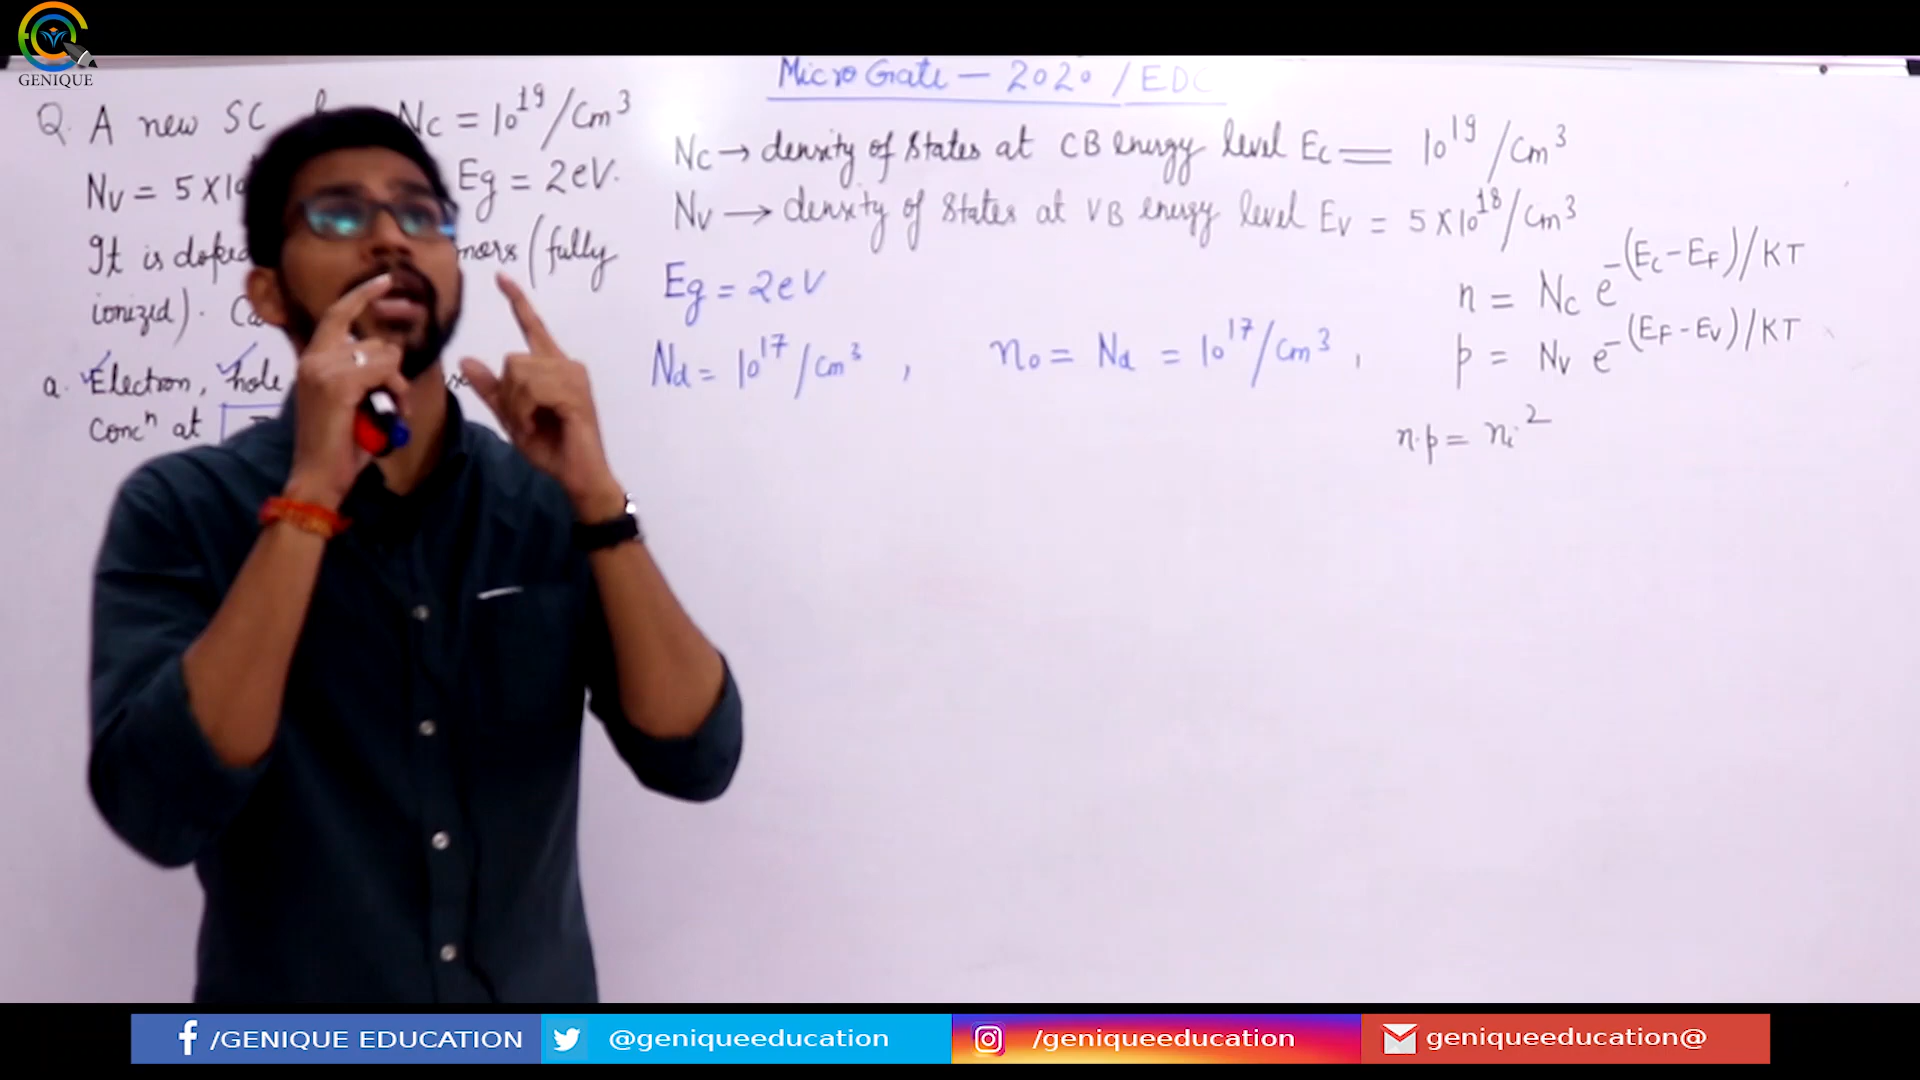 GENIQUE
Micro Gate - 2020 / EDC
Q. A new SC Nc = 10^19/Cm^3
Nv = 5 X 10 Eg = 2eV.
It is doped (fully
ionized).
a. Electron, hole
Conc^n at
Nc → density of states at CB energy level Ec = 10^19 /Cm^3
Nv → density of states at VB energy level Ev = 5 X 10^18/Cm^3
Eg = 2eV
Nd = 10^17/Cm^3 , no = Nd = 10^17/Cm^3 ,
n = Nc e^-(Ec-EF)/KT
p = Nv e^-(EF-Ev)/KT
n.p = ni^2
/GENIQUE EDUCATION
@geniqueeducation
/geniqueeducation
geniqueeducation@